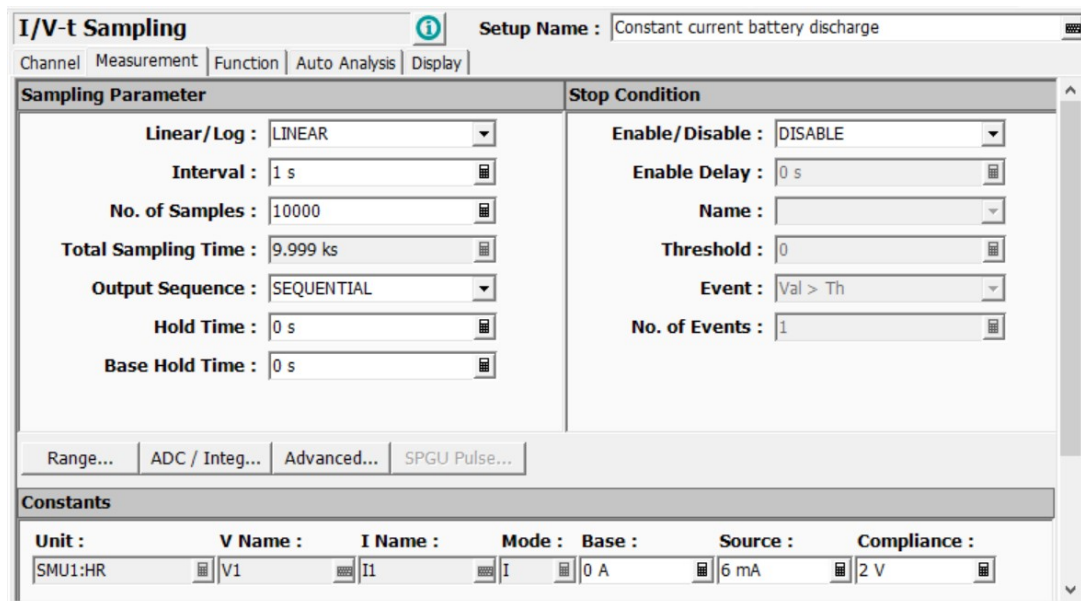 I/V-t Sampling
Setup Name : Constant current battery discharge
Channel Measurement Function Auto Analysis Display
Sampling Parameter
Linear/Log : LINEAR
Interval : 1 s
No. of Samples : 10000
Total Sampling Time : 9.999 ks
Output Sequence : SEQUENTIAL
Hold Time : 0 s
Base Hold Time : 0 s
Stop Condition
Enable/Disable : DISABLE
Enable Delay : 0 s
Name :
Threshold : 0
Event : Val > Th
No. of Events : 1
Range... ADC / Integ... Advanced... SPGU Pulse...
Constants
Unit : V Name : I Name : Mode : Base : Source : Compliance :
SMU1:HR V1 I1 I 0 A 6 mA 2 V